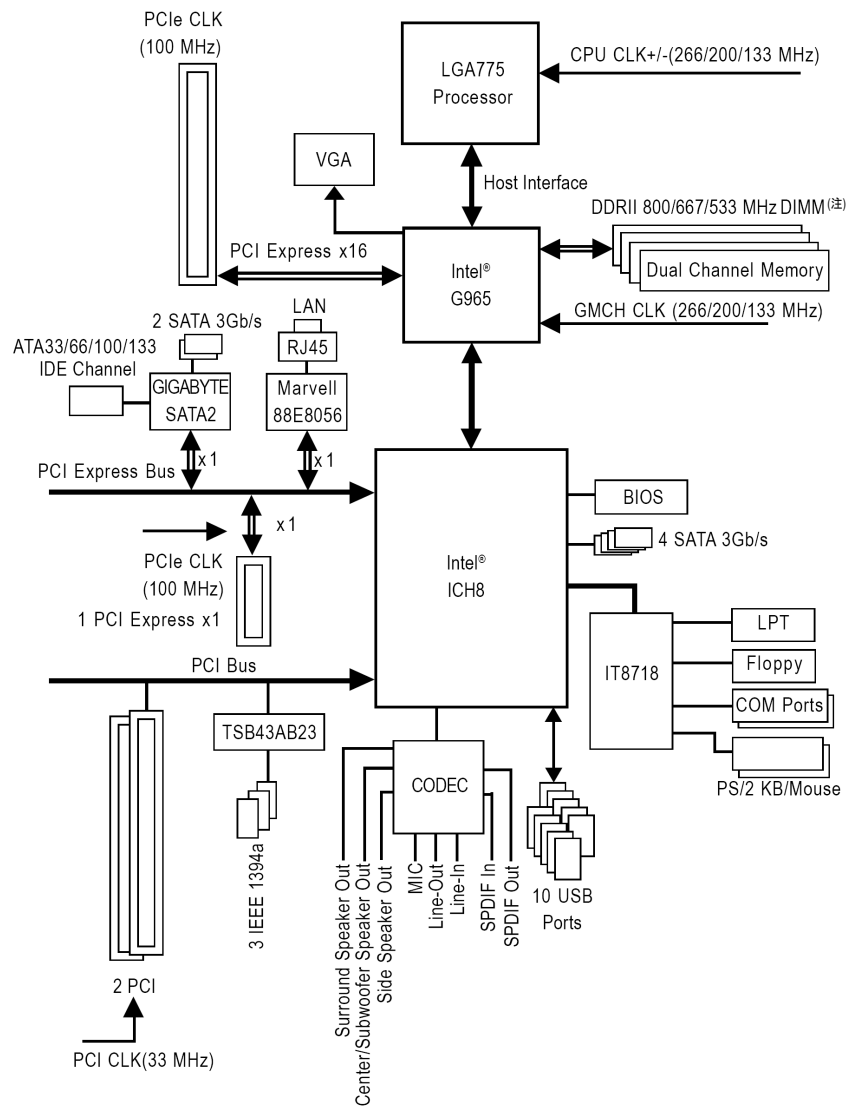 PCIe CLK
(100 MHz)
LGA775
Processor
CPU CLK+/-(266/200/133 MHz)
VGA
Host Interface
DDRII 800/667/533 MHz DIMM(注)
PCI Express x16
Intel®
G965
Dual Channel Memory
GMCH CLK (266/200/133 MHz)
LAN
RJ45
2 SATA 3Gb/s
ATA33/66/100/133
IDE Channel
GIGABYTE
SATA2
Marvell
88E8056
x1
x1
PCI Express Bus
x1
PCIe CLK
(100 MHz)
1 PCI Express x1
Intel®
ICH8
BIOS
4 SATA 3Gb/s
IT8718
LPT
Floppy
COM Ports
PS/2 KB/Mouse
PCI Bus
TSB43AB23
3 IEEE 1394a
CODEC
Surround Speaker Out
Center/Subwoofer Speaker Out
Side Speaker Out
MIC
Line-Out
Line-In
SPDIF In
SPDIF Out
10 USB
Ports
2 PCI
PCI CLK(33 MHz)